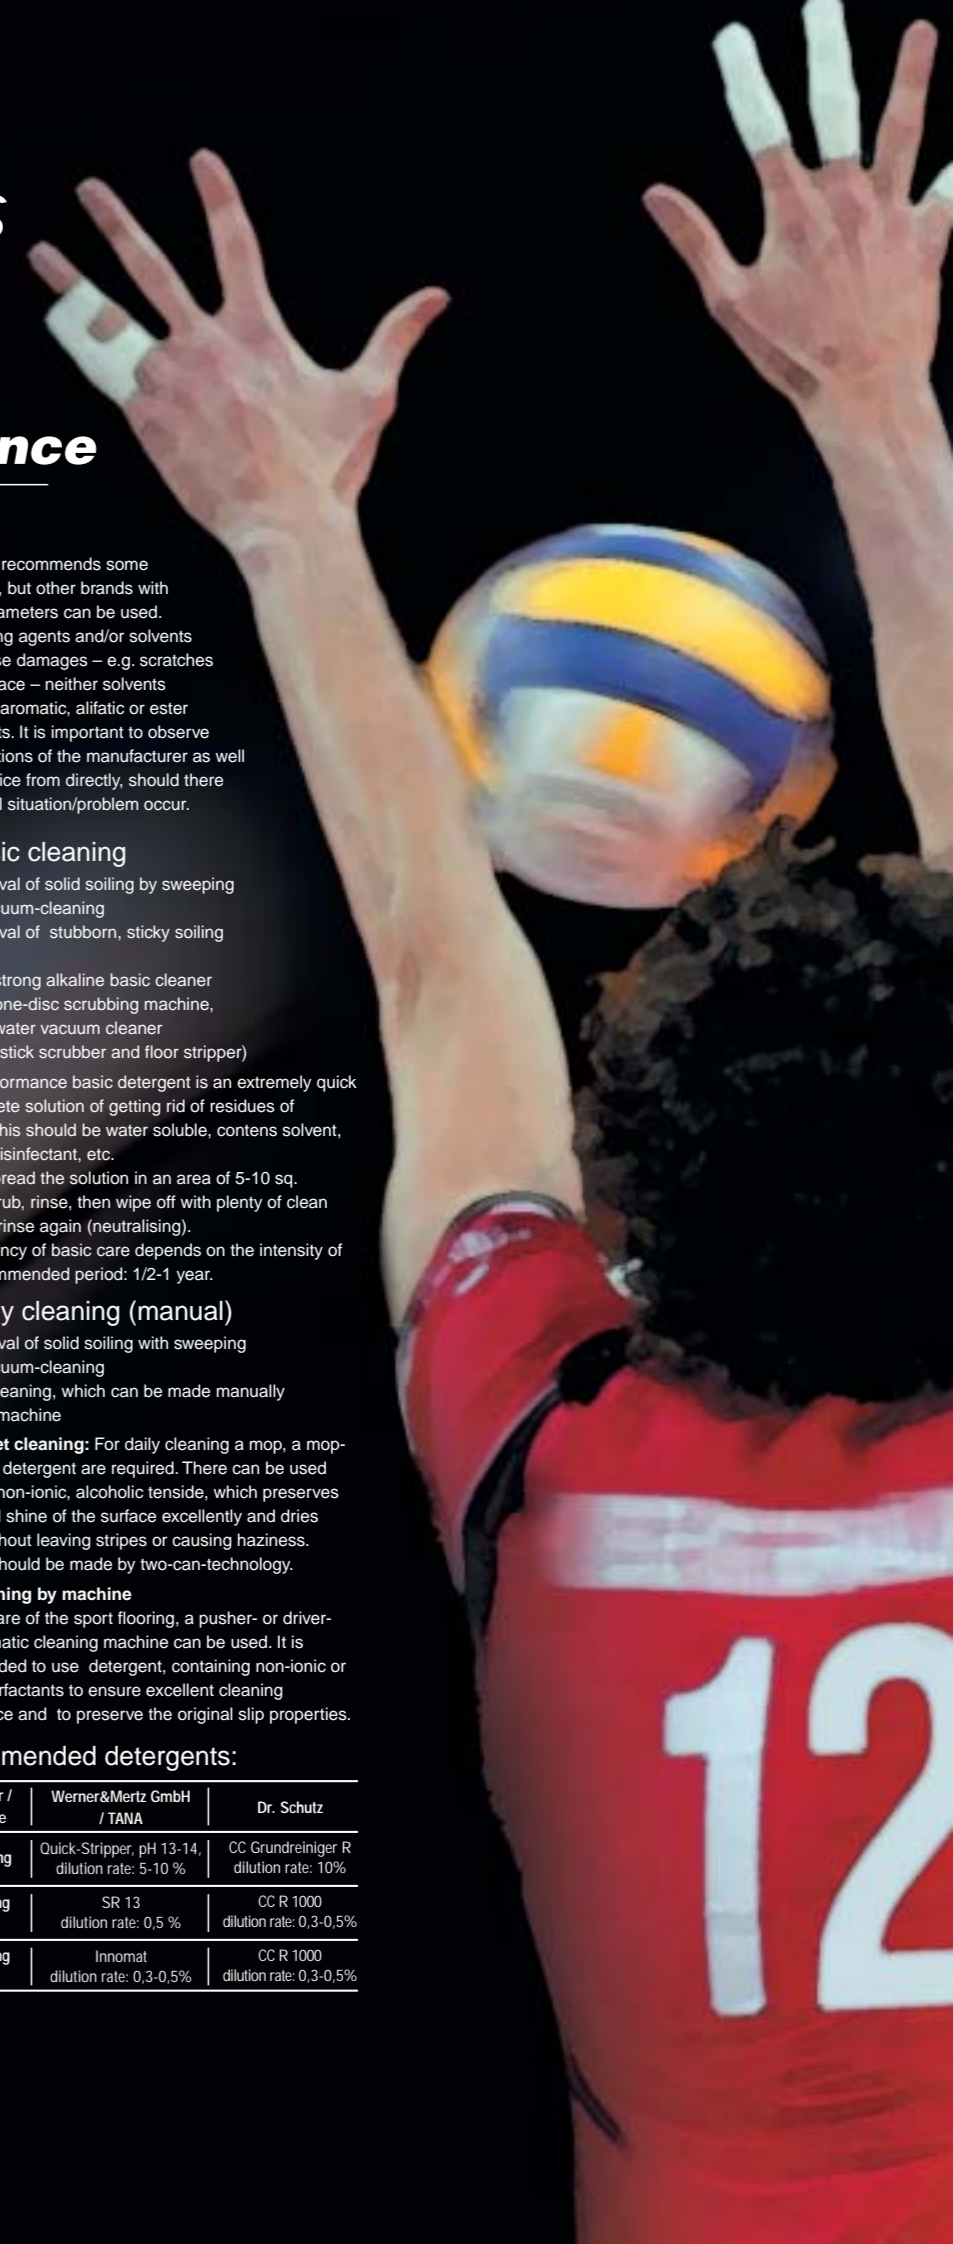 s
nce
recommends some
, but other brands with
ameters can be used.
ng agents and/or solvents
se damages – e.g. scratches
ace – neither solvents
aromatic, alifatic or ester
ts. It is important to observe
tions of the manufacturer as well
ice from directly, should there
l situation/problem occur.
ic cleaning
val of solid soiling by sweeping
cuum-cleaning
val of stubborn, sticky soiling
strong alkaline basic cleaner
one-disc scrubbing machine,
water vacuum cleaner
stick scrubber and floor stripper)
ormance basic detergent is an extremely quick
ete solution of getting rid of residues of
his should be water soluble, contens solvent,
isinfectant, etc.
read the solution in an area of 5-10 sq.
rub, rinse, then wipe off with plenty of clean
rinse again (neutralising).
ncy of basic care depends on the intensity of
mmended period: 1/2-1 year.
y cleaning (manual)
val of solid soiling with sweeping
cuum-cleaning
eaning, which can be made manually
machine
et cleaning: For daily cleaning a mop, a mop-
detergent are required. There can be used
non-ionic, alcoholic tenside, which preserves
l shine of the surface excellently and dries
hout leaving stripes or causing haziness.
hould be made by two-can-technology.
ning by machine
are of the sport flooring, a pusher- or driver-
matic cleaning machine can be used. It is
ded to use detergent, containing non-ionic or
rfactants to ensure excellent cleaning
ce and to preserve the original slip properties.
mended detergents:
r / Werner&Mertz GmbH Dr. Schutz
e / TANA
ng Quick-Stripper, pH 13-14, CC Grundreiniger R
dilution rate: 5-10 % dilution rate: 10%
ng SR 13 CC R 1000
dilution rate: 0,5 % dilution rate: 0,3-0,5%
ng Innomat CC R 1000
dilution rate: 0,3-0,5% dilution rate: 0,3-0,5%
12